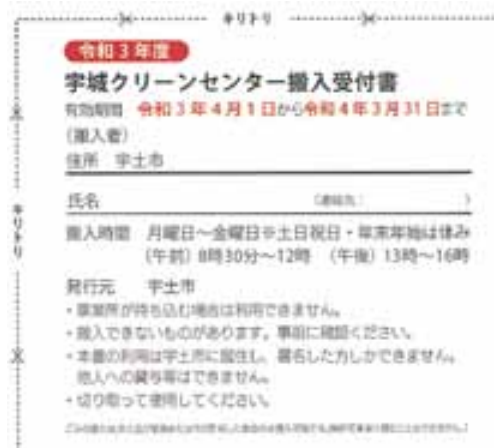 キリトリ
令和3年度
宇城クリーンセンター搬入受付書
有効期間 令和3年4月1日から令和4年3月31日まで
(搬入者)
住所 宇土市
氏名 (連絡先: )
搬入時間 月曜日~金曜日※土日祝日・年末年始は休み
(午前) 8時30分~12時 (午後) 13時~16時
発行元 宇土市
・事業所が持ち込む場合は利用できません。
・搬入できないものがあります。事前に確認ください。
・本書の利用は宇土市に居住し、署名した方しかできません。
他人への貸与等はできません。
・切り取って使用してください。
キリトリ